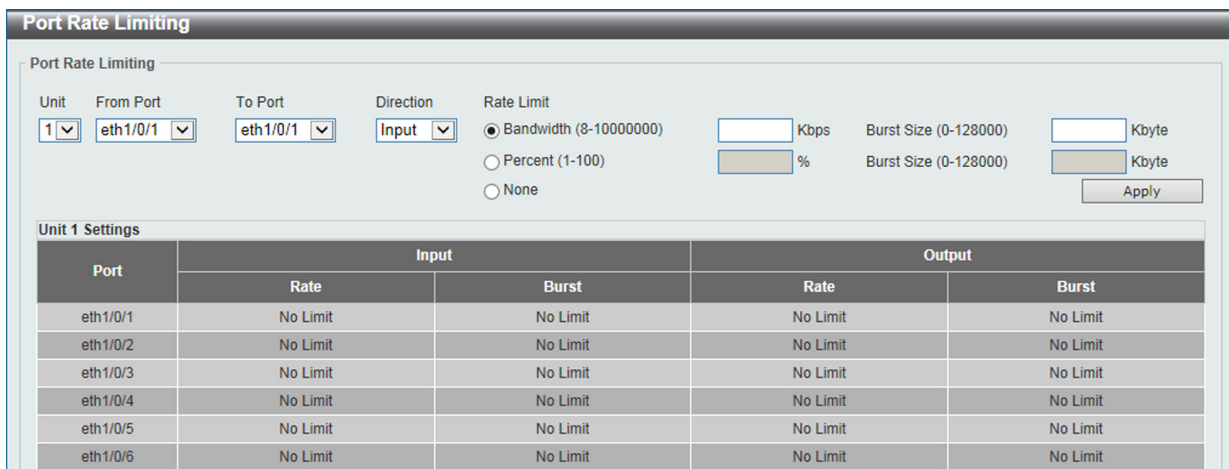 Port Rate Limiting
Port Rate Limiting
Unit From Port To Port Direction Rate Limit
1 eth1/0/1 eth1/0/1 Input Bandwidth (8-10000000) Kbps Burst Size (0-128000) Kbyte
Percent (1-100) % Burst Size (0-128000) Kbyte
None Apply
Unit 1 Settings
Port Input Output
Rate Burst Rate Burst
eth1/0/1 No Limit No Limit No Limit No Limit
eth1/0/2 No Limit No Limit No Limit No Limit
eth1/0/3 No Limit No Limit No Limit No Limit
eth1/0/4 No Limit No Limit No Limit No Limit
eth1/0/5 No Limit No Limit No Limit No Limit
eth1/0/6 No Limit No Limit No Limit No Limit